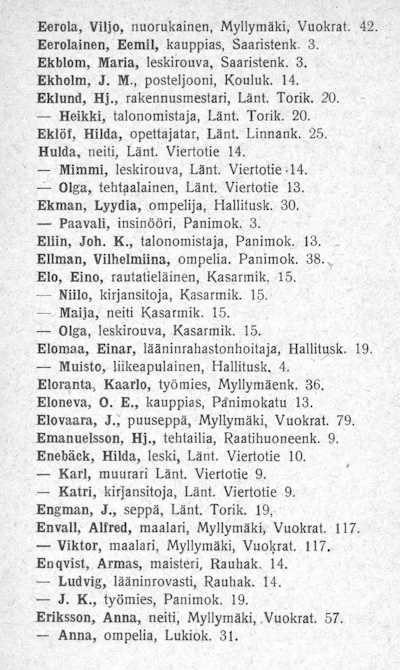 Eerola, Viljo, nuorukainen, Myllymäki, Vuokrat. 42.
Eerolainen, Eemil, kauppias, Saaristenk. 3.
Ekblom, Maria, leskirouva, Saaristenk. 3.
Ekholm, J. M., posteljooni, Kouluk. 14.
Eklund, Hj., rakennusmestari, Länt. Torik. 20.
— Heikki, talonomistaja, Länt. Torik. 20.
Eklöf, Hilda, opettajatar, Länt. Linnank. 25.
Hulda, neiti, Länt. Viertotie 14.
— Mimmi, leskirouva, Länt. Viertotie 14.
— Olga, tehtaalainen, Länt. Viertotie 13.
Ekman, Lyydia, ompelija, Hallitusk. 30.
— Paavali, insinööri, Panimok. 3.
Ellin, Joh. K., talonomistaja, Panimok. 13.
Ellman, Vilhelmiina, ompelia. Panimok. 38.
Elo, Eino, rautatieläinen, Kasarmik. 15.
— Niilo, kirjansitoja, Kasarmik. 15.
— Maija, neiti Kasarmik. 15.
— Olga, leskirouva, Kasarmik. 15.
Elomaa, Einar, lääninrahastonhoitaja, Hallitusk. 19.
— Muisto, liikeapulainen, Hallitusk. 4.
Eloranta, Kaarlo, työmies, Myllymäenk. 36.
Eloneva, O. E., kauppias, Panimokatu 13.
Elovaara, J., puuseppä, Myllymäki, Vuokrat. 79.
Emanuelsson, Hj., tehtailia, Raatihuoneenk. 9.
Enebäck, Hilda, leski, Länt. Viertotie 10.
— Karl, muurari Länt. Viertotie 9.
— Katri, kirjansitoja, Länt. Viertotie 9.
Engman, J., seppä, Länt. Torik. 19,
Envall, Alfred, maalari, Myllymäki, Vuokrat. 117.
— Viktor, maalari, Myllymäki, Vuokrat. 117.
Enqvist, Armas, maisteri, Rauhak. 14.
— Ludvig, lääninrovasti, Rauhak. 14.
— J. K., työmies, Panimok. 19.
Eriksson, Anna, neiti, Myllymäki, Vuokrat. 57.
— Anna, ompelia, Lukiok. 31.